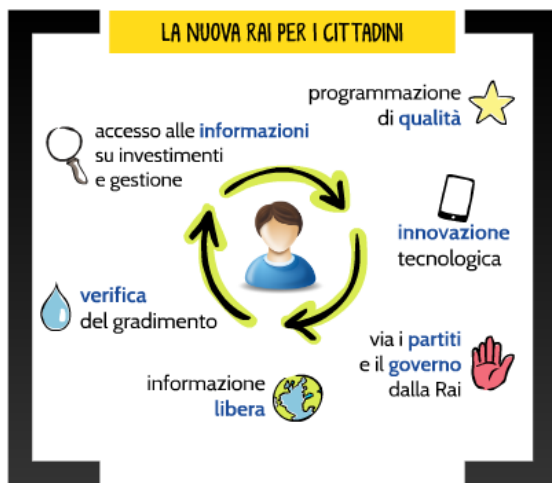 LA NUOVA RAI PER I CITTADINI
programmazione
di qualità
accesso alle informazioni
su investimenti
e gestione
innovazione
tecnologica
verifica
del gradimento
via i partiti
e il governo
dalla Rai
informazione
libera